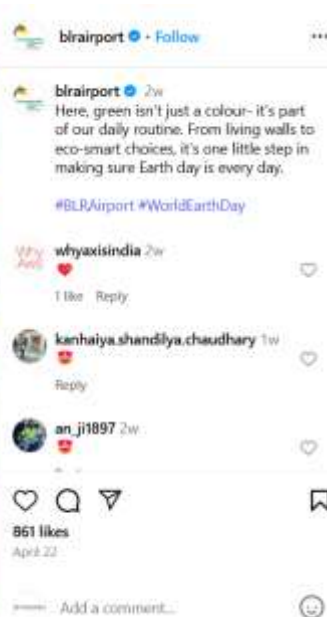 blrairport • Follow
blrairport 2w
Here, green isn't just a colour- it's part
of our daily routine. From living walls to
eco-smart choices, it's one little step in
making sure Earth day is every day.
#BLRAirport #WorldEarthDay
whyaxisindia 2w
1 like Reply
kanhaiya.shandilya.chaudhary 1w
Reply
an_ji1897 2w
861 likes
April 22
Add a comment...